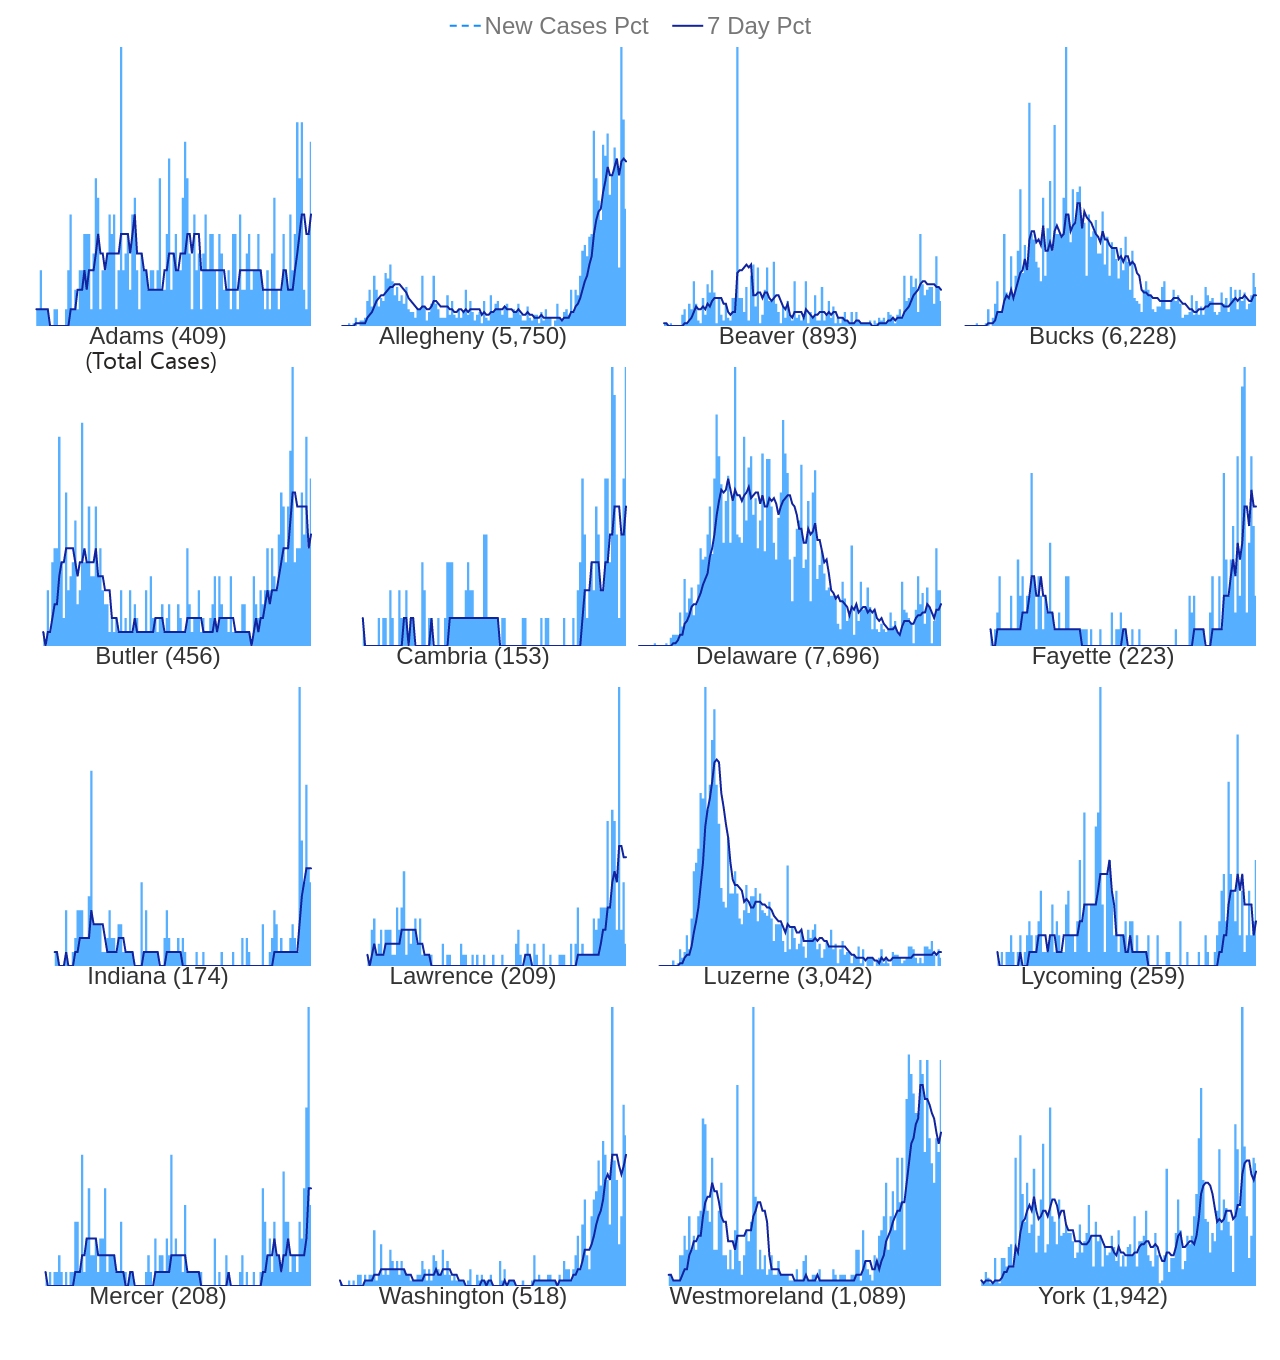 New Cases Pct 7 Day Pct
Adams (409) Allegheny (5,750) Beaver (893) Bucks (6,228)
(Total Cases)
Butler (456) Cambria (153) Delaware (7,696) Fayette (223)
Indiana (174) Lawrence (209) Luzerne (3,042) Lycoming (259)
Mercer (208) Washington (518) Westmoreland (1,089) York (1,942)